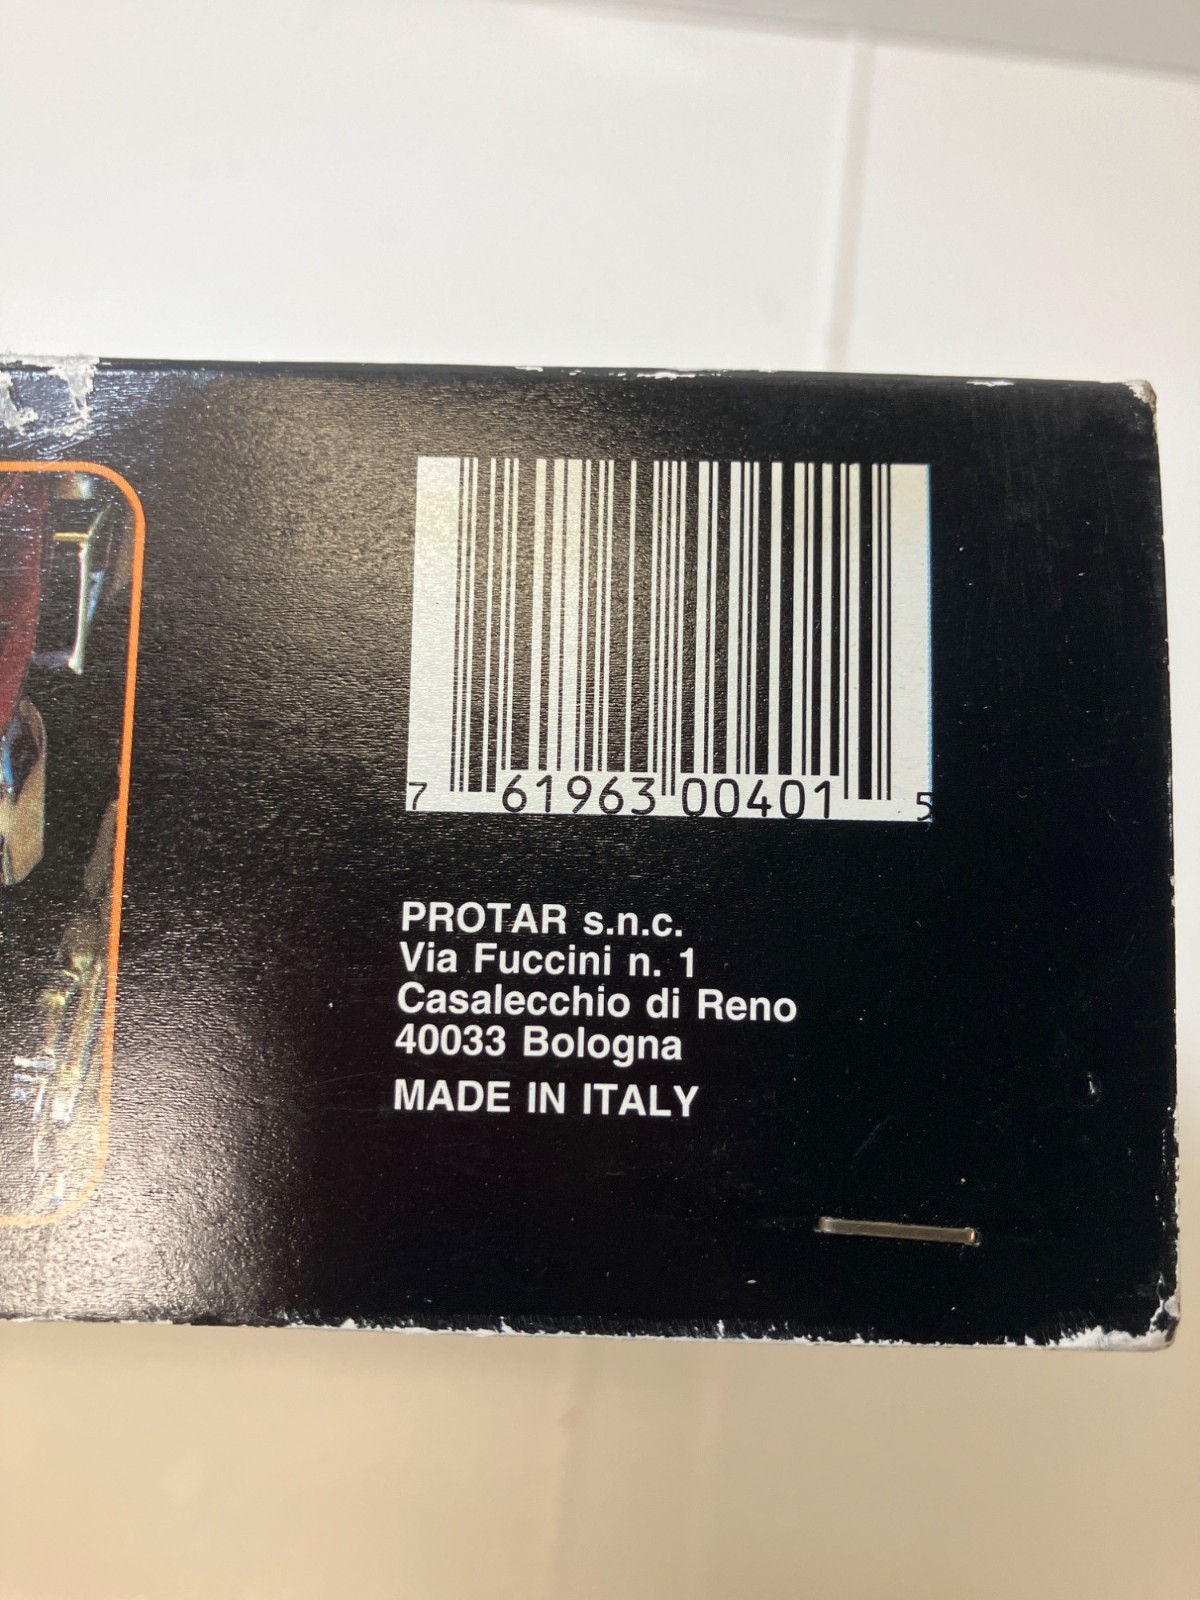 7 61963 00401 5
PROTAR s.n.c.
Via Fuccini n. 1
Casalecchio di Reno
40033 Bologna
MADE IN ITALY